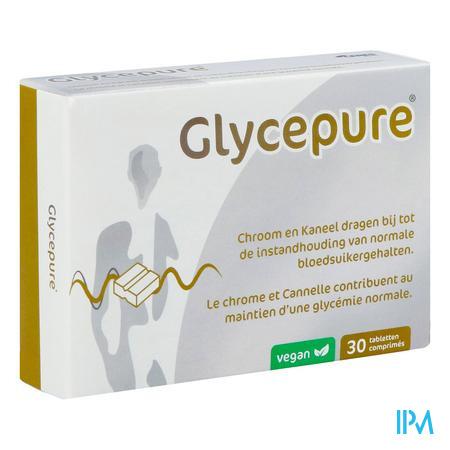 Glycepure
Glycepure®
Chroom en Kaneel dragen bij tot
de instandhouding van normale
bloedsuikergehalten.
Le chrome et Cannelle contribuent au
maintien d'une glycémie normale.
vegan
30 tabletten
comprimés
IPM